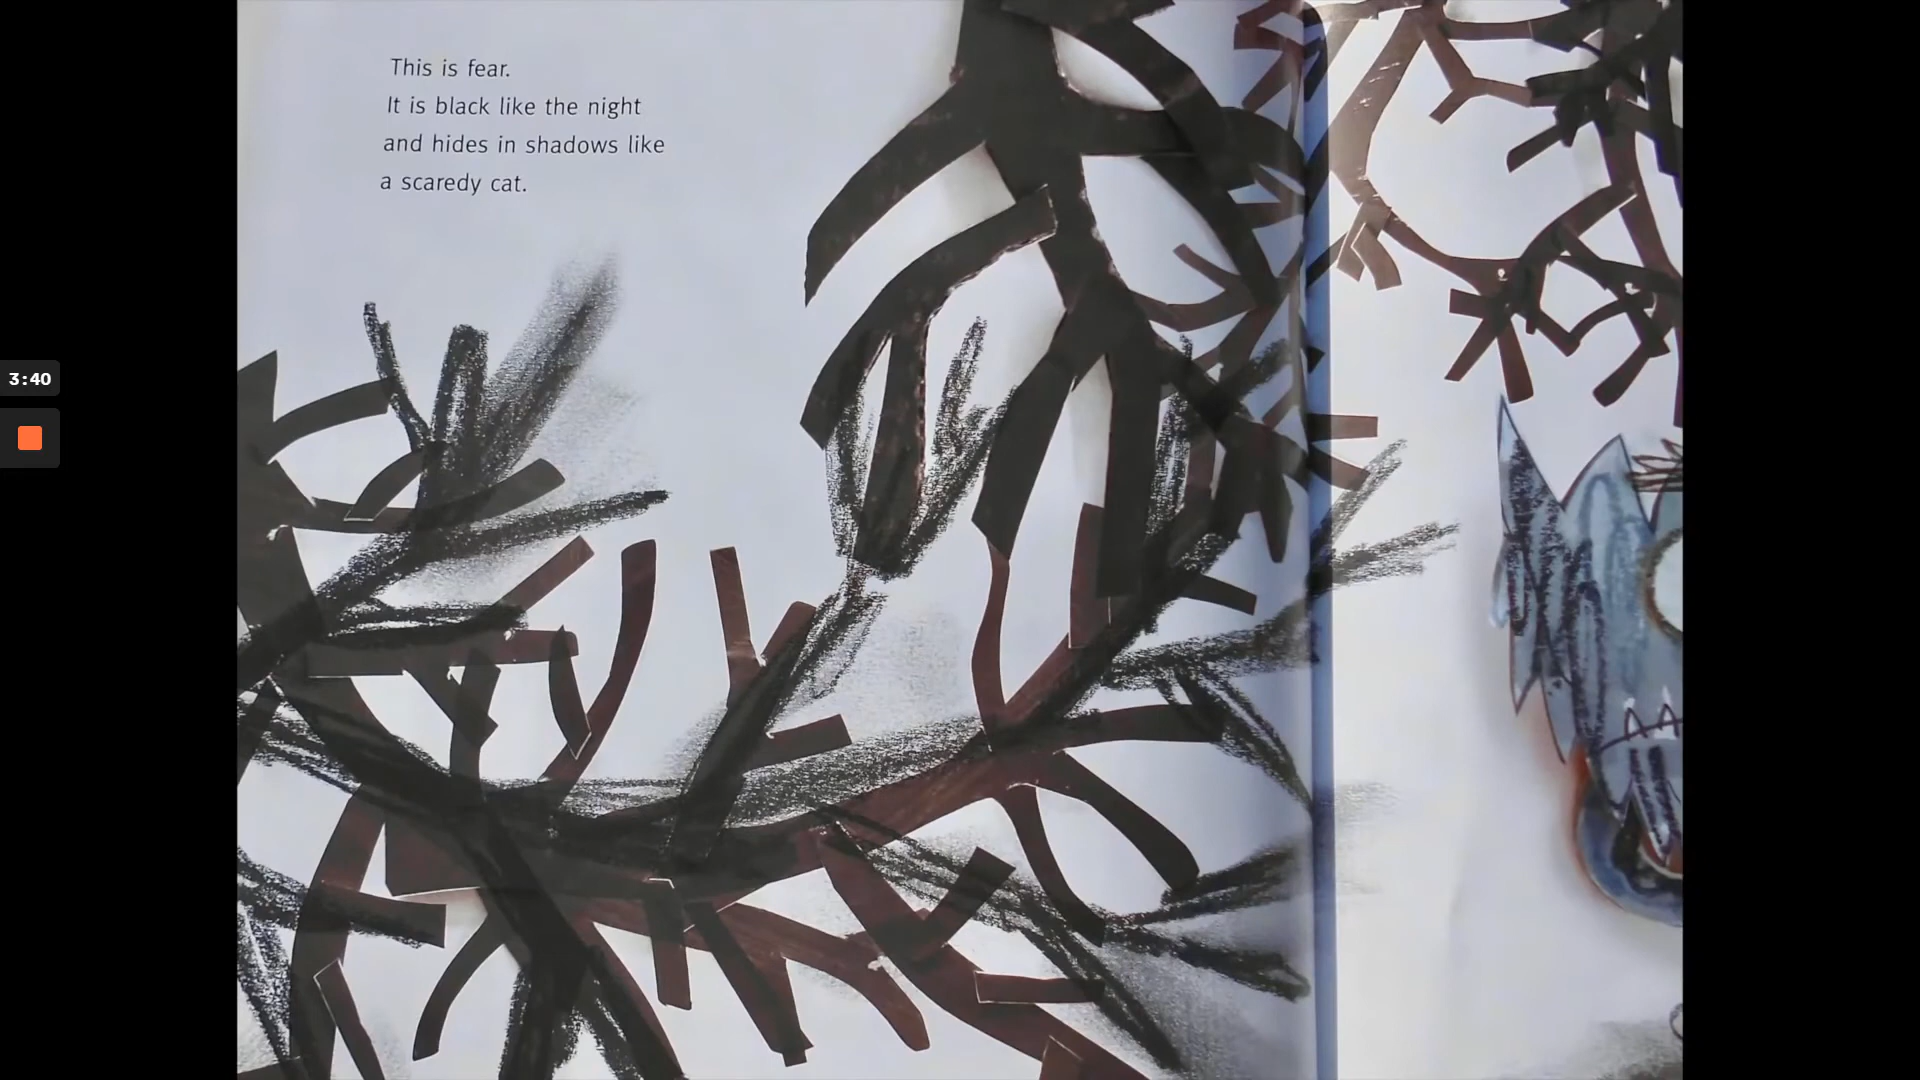 This is fear.
It is black like the night
and hides in shadows like
a scaredy cat.
3:40